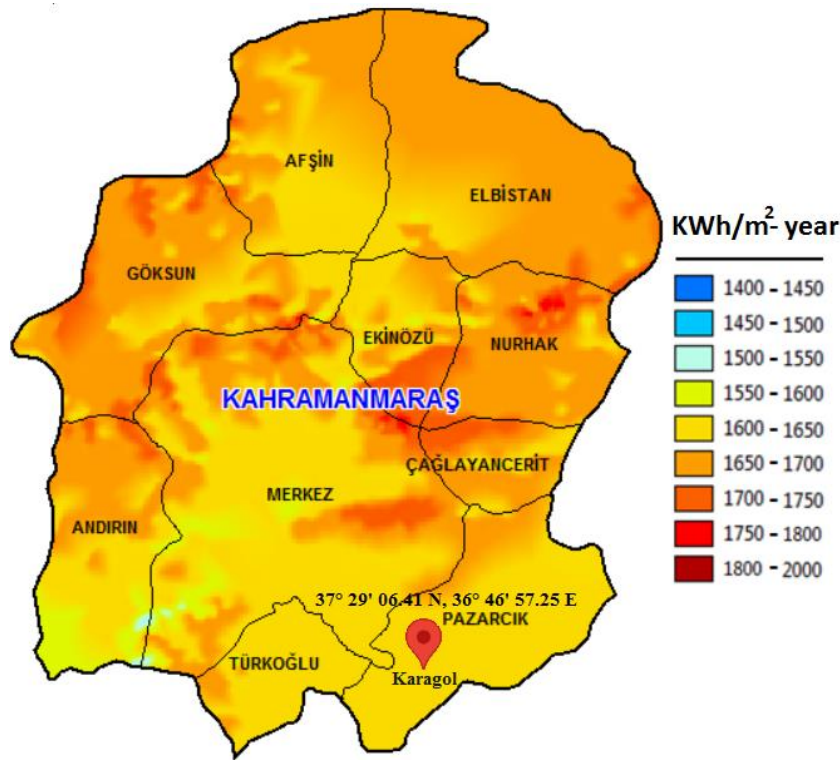 AFŞİN
ELBİSTAN
KWh/m²- year
GÖKSUN
1400 - 1450
1450 - 1500
EKİNÖZÜ
NURHAK
1500 - 1550
1550 - 1600
KAHRAMANMARAŞ
1600 - 1650
ÇAĞLAYANCERİT
1650 - 1700
MERKEZ
1700 - 1750
ANDIRIN
1750 - 1800
1800 - 2000
37° 29' 06.41 N, 36° 46' 57.25 E
PAZARCIK
TÜRKOĞLU
Karagol